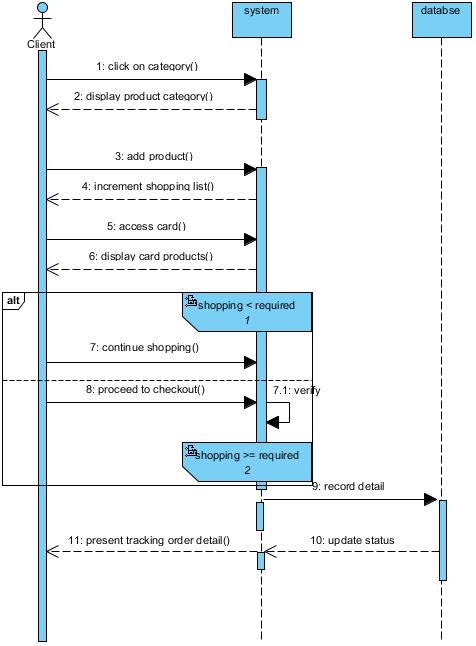 system
databse
Client
1: click on category()
2: display product category()
3: add product()
4: increment shopping list()
5: access card()
6: display card products()
alt
shopping < required
1
7: continue shopping()
8: proceed to checkout()
7.1: verify
shopping >= required
2
9: record detail
11: present tracking order detail()
10: update status